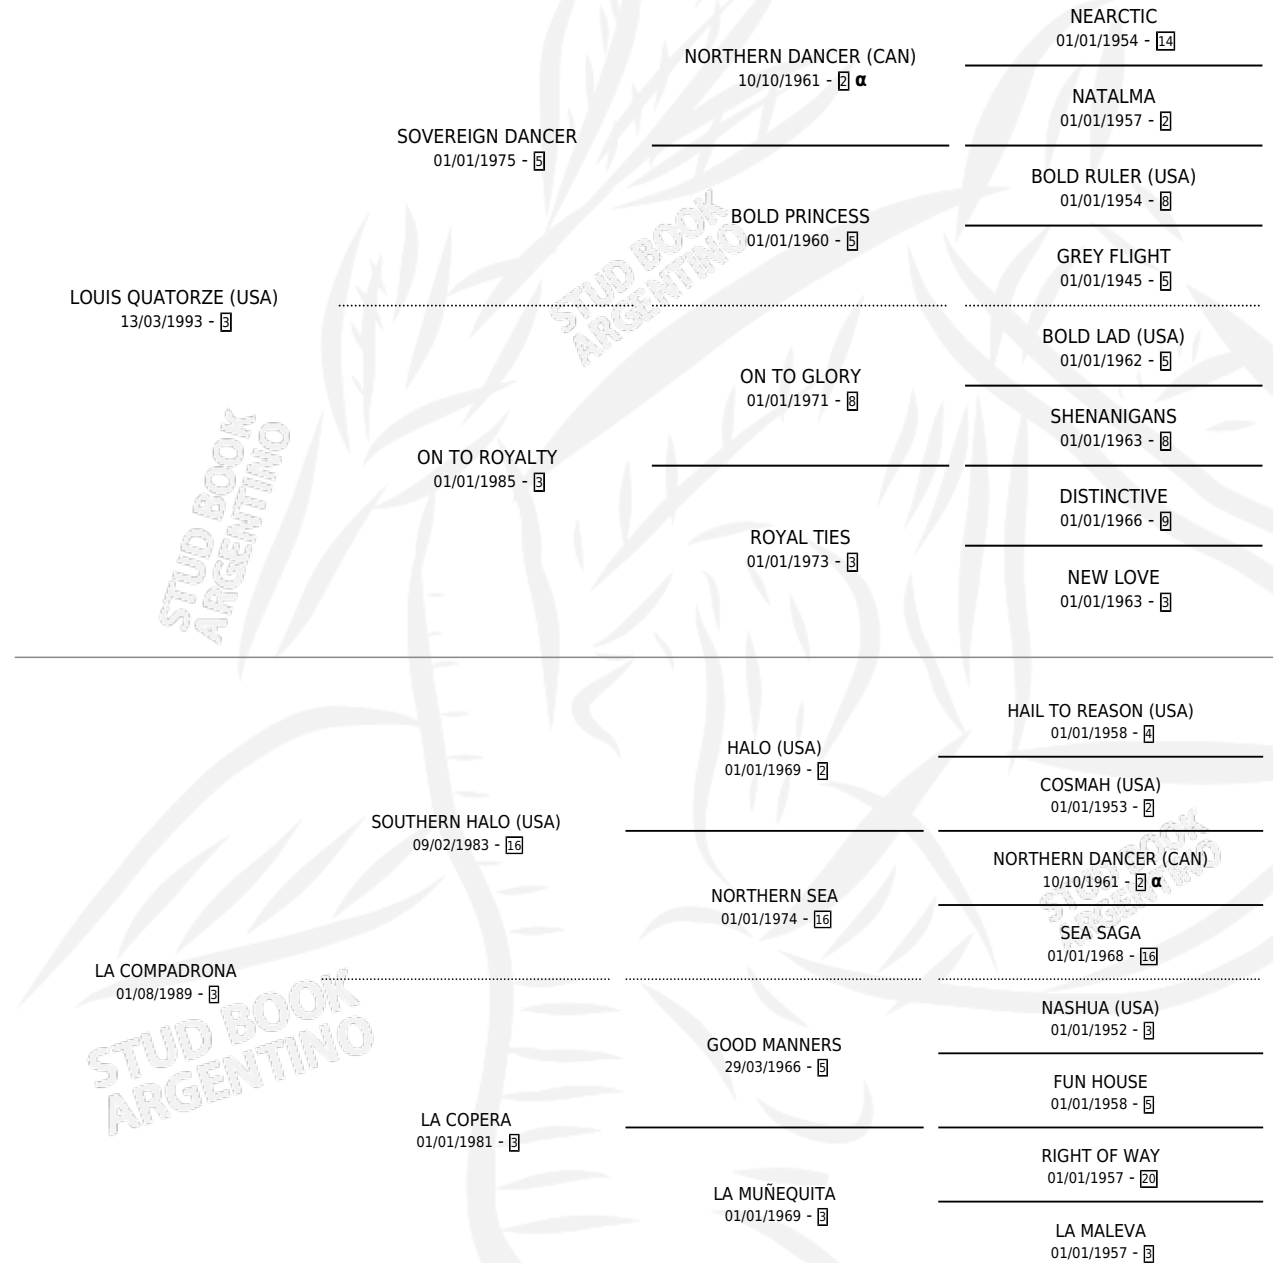 NEARCTIC
01/01/1954 - 14
NORTHERN DANCER (CAN)
10/10/1961 - 2 α
NATALMA
01/01/1957 - 2
SOVEREIGN DANCER
01/01/1975 - 5
BOLD RULER (USA)
01/01/1954 - 8
BOLD PRINCESS
01/01/1960 - 5
GREY FLIGHT
01/01/1945 - 5
LOUIS QUATORZE (USA)
13/03/1993 - 3
BOLD LAD (USA)
01/01/1962 - 5
ON TO GLORY
01/01/1971 - 8
SHENANIGANS
01/01/1963 - 8
ON TO ROYALTY
01/01/1985 - 3
DISTINCTIVE
01/01/1966 - 9
ROYAL TIES
01/01/1973 - 3
NEW LOVE
01/01/1963 - 3
HAIL TO REASON (USA)
01/01/1958 - 4
HALO (USA)
01/01/1969 - 2
COSMAH (USA)
01/01/1953 - 2
SOUTHERN HALO (USA)
09/02/1983 - 16
NORTHERN DANCER (CAN)
10/10/1961 - 2 α
NORTHERN SEA
01/01/1974 - 16
SEA SAGA
01/01/1968 - 16
LA COMPADRONA
01/08/1989 - 3
NASHUA (USA)
01/01/1952 - 3
GOOD MANNERS
29/03/1966 - 5
FUN HOUSE
01/01/1958 - 5
LA COPERA
01/01/1981 - 3
RIGHT OF WAY
01/01/1957 - 20
LA MUÑEQUITA
01/01/1969 - 3
LA MALEVA
01/01/1957 - 3
STUD BOOK
ARGENTINO
STUD BOOK
ARGENTINO
STUD BOOK
ARGENTINO
STUD BOOK
ARGENTINO